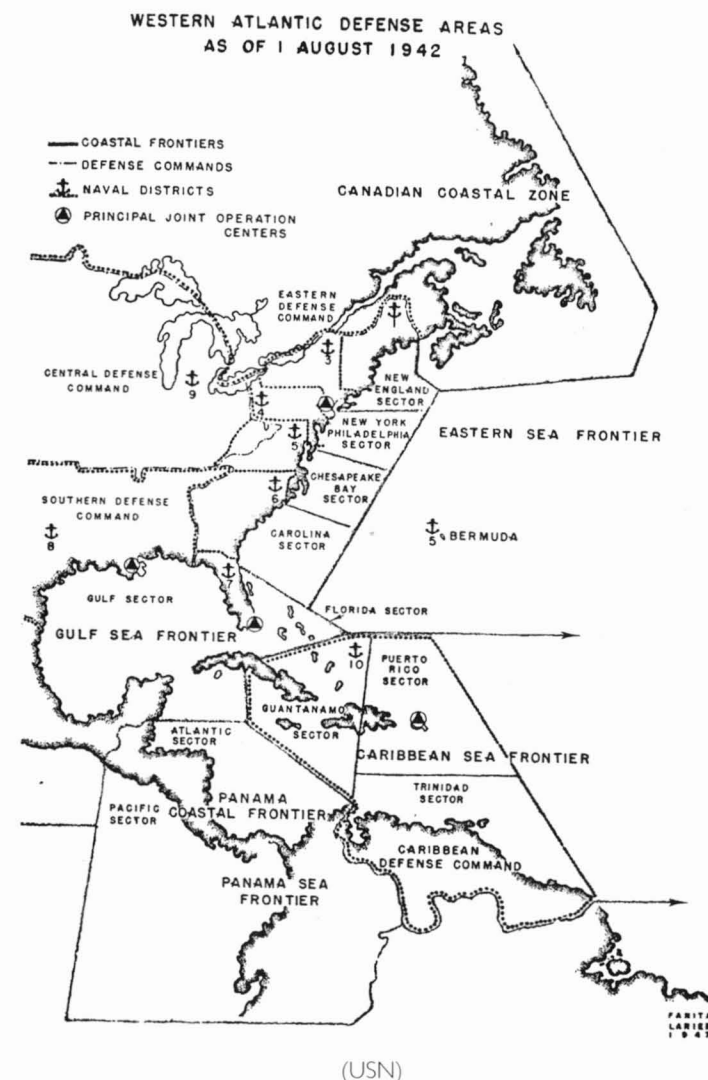 WESTERN ATLANTIC DEFENSE AREAS
AS OF 1 AUGUST 1942
COASTAL FRONTIERS
DEFENSE COMMANDS
NAVAL DISTRICTS
PRINCIPAL JOINT OPERATION
CENTERS
CANADIAN COASTAL ZONE
EASTERN
DEFENSE
COMMAND
1
3
CENTRAL DEFENSE
COMMAND
9
4
NEW
ENGLAND
SECTOR
NEW YORK
PHILADELPHIA
SECTOR
5
EASTERN SEA FRONTIER
CHESAPEAKE
BAY
SECTOR
6
SOUTHERN DEFENSE
COMMAND
8
CAROLINA
SECTOR
5
BERMUDA
7
GULF SECTOR
FLORIDA SECTOR
GULF SEA FRONTIER
10
PUERTO
RICO
SECTOR
GUANTANAMO
SECTOR
ATLANTIC
SECTOR
CARIBBEAN SEA FRONTIER
TRINIDAD
SECTOR
PACIFIC
SECTOR
PANAMA
COASTAL FRONTIER
CARIBBEAN
DEFENSE COMMAND
PANAMA SEA
FRONTIER
(USN)